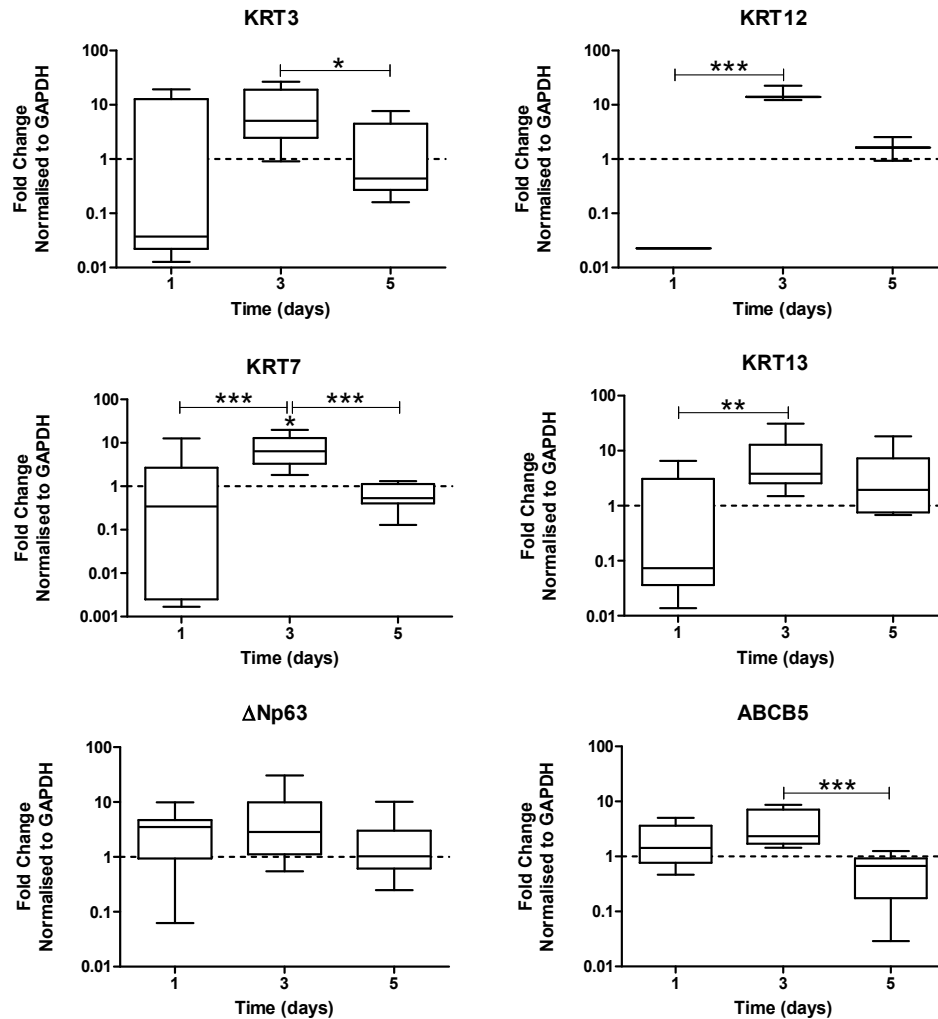 KRT3
Fold Change
Normalised to GAPDH
100
10
1
0.1
0.01
*
1 3 5
Time (days)
KRT12
Fold Change
Normalised to GAPDH
100
10
1
0.1
0.01
***
1 3 5
Time (days)
KRT7
Fold Change
Normalised to GAPDH
100
10
1
0.1
0.01
0.001
*** ***
*
1 3 5
Time (days)
KRT13
Fold Change
Normalised to GAPDH
100
10
1
0.1
0.01
**
1 3 5
Time (days)
ΔNp63
Fold Change
Normalised to GAPDH
100
10
1
0.1
0.01
1 3 5
Time (days)
ABCB5
Fold Change
Normalised to GAPDH
100
10
1
0.1
0.01
***
1 3 5
Time (days)